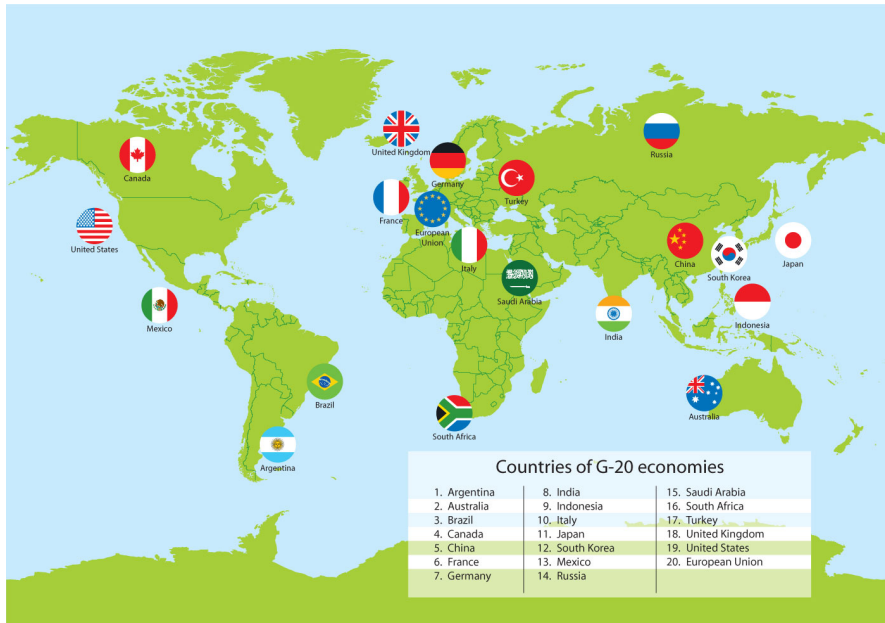 United Kingdom
Canada
Germany
Russia
Turkey
France
European
Union
United States
Italy
China
South Korea
Japan
Saudi Arabia
Mexico
India
Indonesia
Brazil
Australia
South Africa
Argentina
Countries of G-20 economies
1. Argentina
2. Australia
3. Brazil
4. Canada
5. China
6. France
7. Germany
8. India
9. Indonesia
10. Italy
11. Japan
12. South Korea
13. Mexico
14. Russia
15. Saudi Arabia
16. South Africa
17. Turkey
18. United Kingdom
19. United States
20. European Union